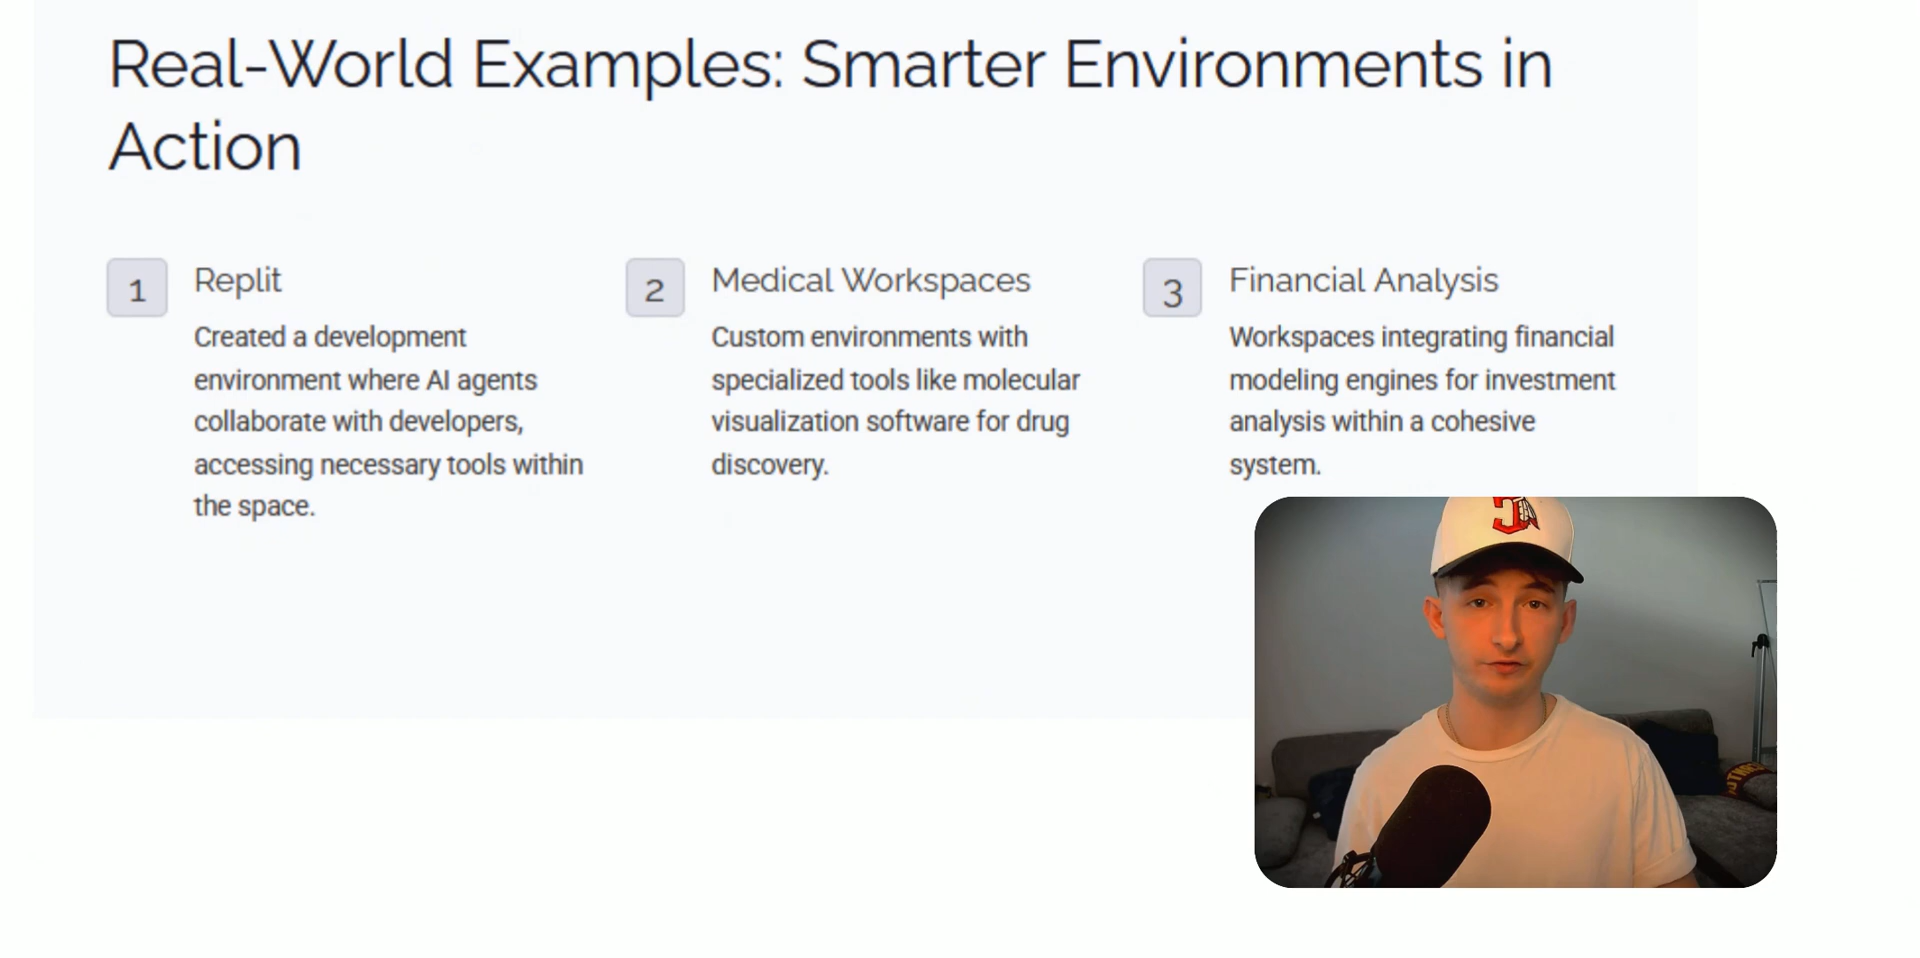 Real-World Examples: Smarter Environments in
Action
1
Replit
Created a development
environment where AI agents
collaborate with developers,
accessing necessary tools within
the space.
2
Medical Workspaces
Custom environments with
specialized tools like molecular
visualization software for drug
discovery.
3
Financial Analysis
Workspaces integrating financial
modeling engines for investment
analysis within a cohesive
system.